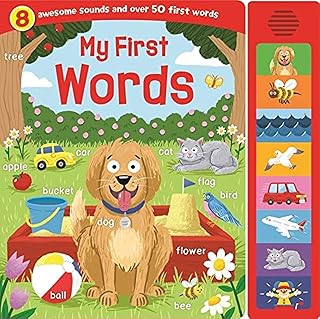 8 awesome sounds and over 50 first words
My First
Words
tree
car
cat
apple
bucket
flag
bird
dog
flower
ball
bee